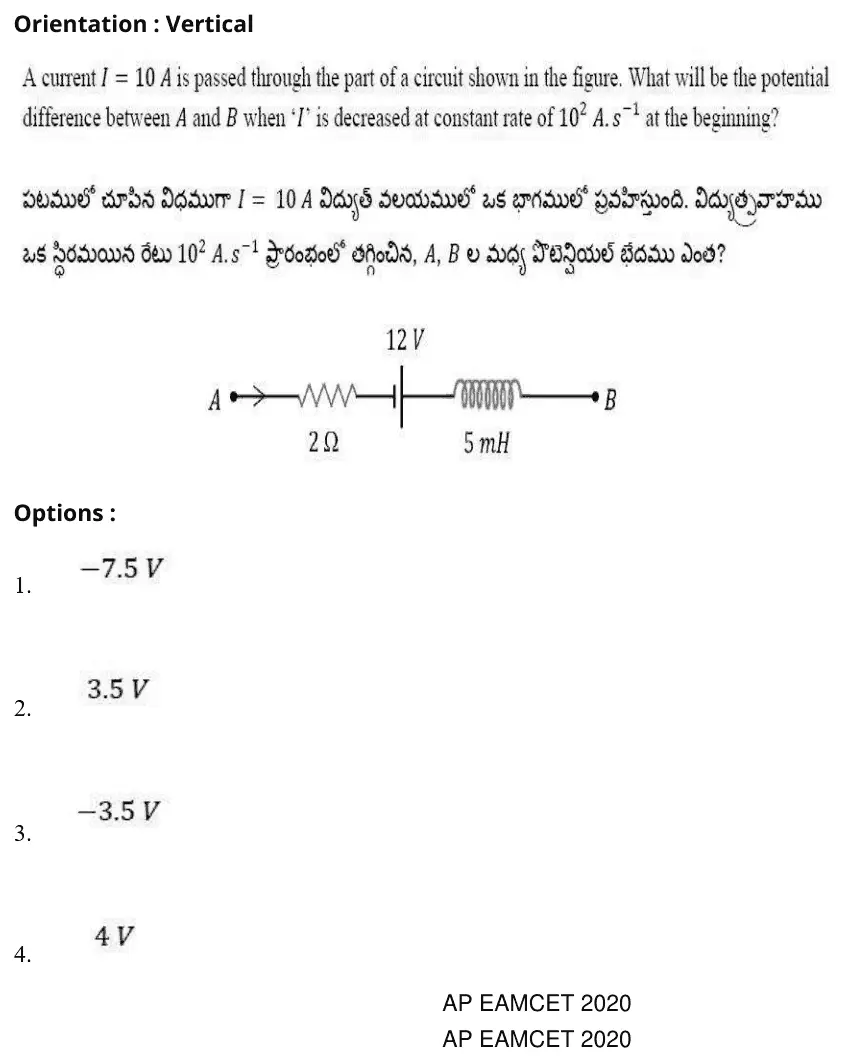 Orientation : Vertical
A current I = 10 A is passed through the part of a circuit shown in the figure. What will be the potential
difference between A and B when ‘I’ is decreased at constant rate of 10² A.s⁻¹ at the beginning?
పటములో చూపిన విధముగా I = 10 A విద్యుత్ వలయములో ఒక భాగములో ప్రవహిస్తుంది. విద్యుత్ప్రవాహము
ఒక స్థిరమయిన రేటు 10² A.s⁻¹ ప్రారంభంలో తగ్గించిన, A, B ల మధ్య పొటెన్షియల్ భేదము ఎంత?
12 V
A B
2 Ω 5 mH
Options :
1. −7.5 V
2. 3.5 V
3. −3.5 V
4. 4 V
AP EAMCET 2020
AP EAMCET 2020